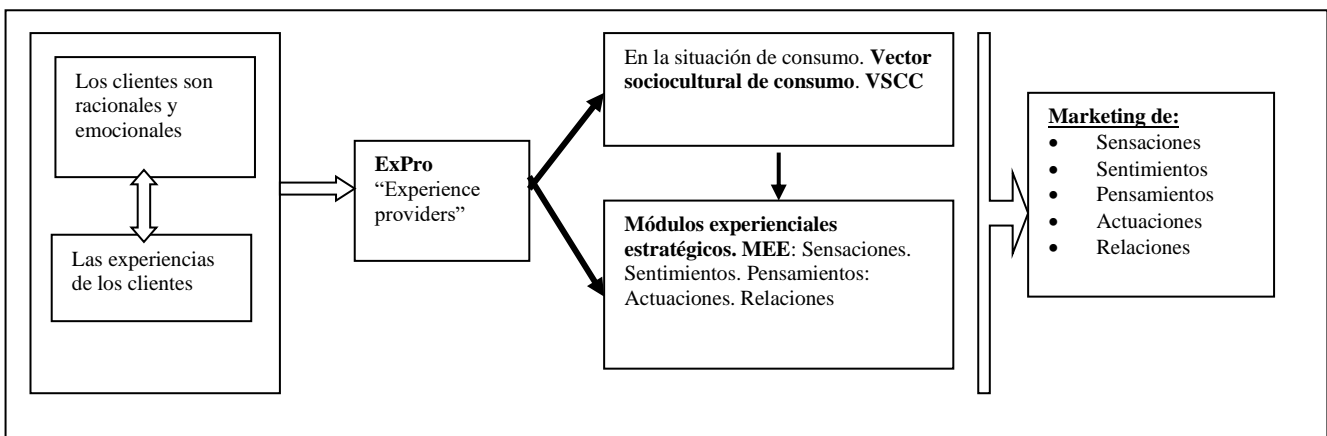 Los clientes son
racionales y
emocionales
Las experiencias
de los clientes
ExPro
“Experience
providers”
En la situación de consumo. Vector
sociocultural de consumo. VSCC
Módulos experienciales
estratégicos. MEE: Sensaciones.
Sentimientos. Pensamientos:
Actuaciones. Relaciones
Marketing de:
• Sensaciones
• Sentimientos
• Pensamientos
• Actuaciones
• Relaciones